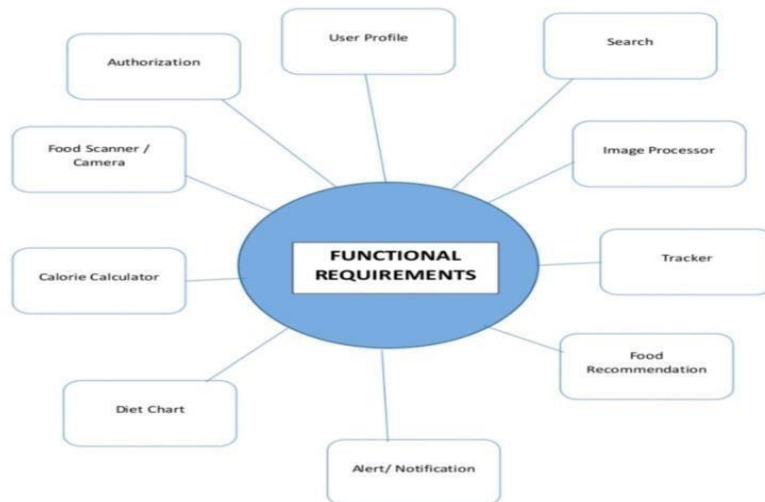 User Profile
Search
Authorization
Food Scanner /
Camera
Image Processor
FUNCTIONAL
REQUIREMENTS
Tracker
Calorie Calculator
Food
Recommendation
Diet Chart
Alert/ Notification